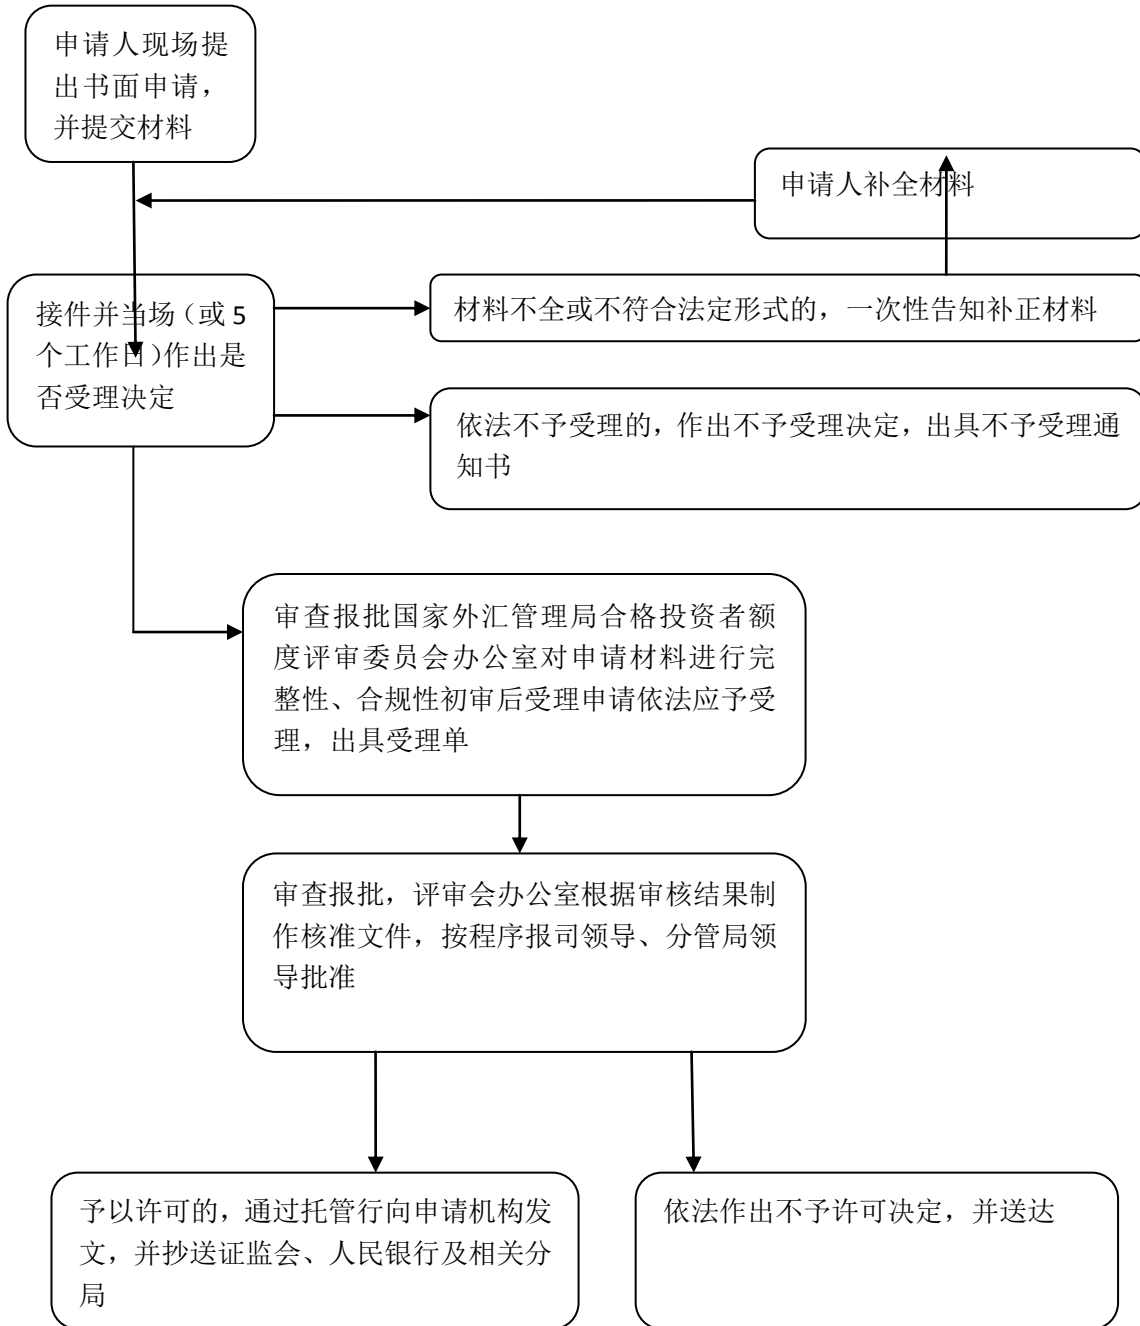 申请人现场提
出书面申请，
并提交材料
申请人补全材料
接件并当场（或5
个工作日）作出是
否受理决定
材料不全或不符合法定形式的，一次性告知补正材料
依法不予受理的，作出不予受理决定，出具不予受理通
知书
审查报批国家外汇管理局合格投资者额
度评审委员会办公室对申请材料进行完
整性、合规性初审后受理申请依法应予受
理，出具受理单
审查报批，评审会办公室根据审核结果制
作核准文件，按程序报司领导、分管局领
导批准
予以许可的，通过托管行向申请机构发
文，并抄送证监会、人民银行及相关分
局
依法作出不予许可决定，并送达